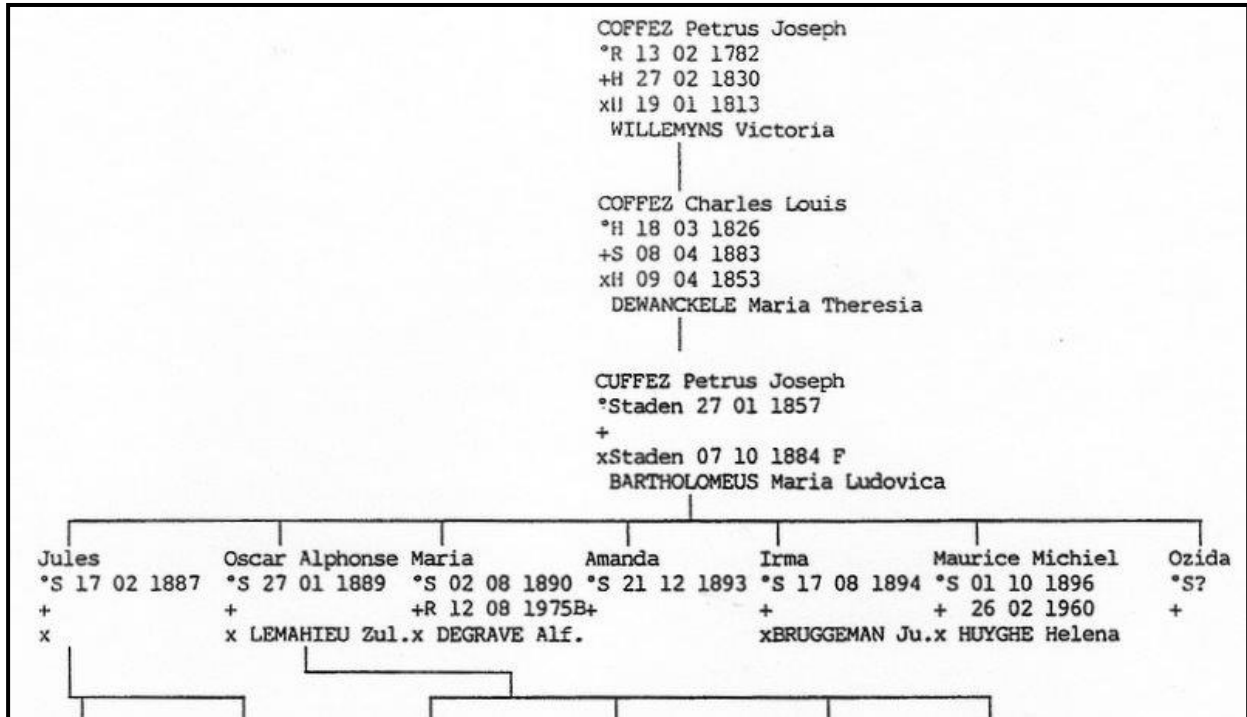 COFFEZ Petrus Joseph
°R 13 02 1782
+H 27 02 1830
xH 19 01 1813
WILLEMYNS Victoria
COFFEZ Charles Louis
°H 18 03 1826
+S 08 04 1883
xH 09 04 1853
DEWANCKELE Maria Theresia
CUFFEZ Petrus Joseph
°Staden 27 01 1857
+
xStaden 07 10 1884 F
BARTHOLOMEUS Maria Ludovica
Jules Oscar Alphonse Maria Amanda Irma Maurice Michiel Ozida
°S 17 02 1887 °S 27 01 1889 °S 02 08 1890 °S 21 12 1893 °S 17 08 1894 °S 01 10 1896 °S?
+ + +R 12 08 1975B+ + + 26 02 1960 +
x x LEMAHIEU Zul.x DEGRAVE Alf. xBRUGGEMAN Ju.x HUYGHE Helena